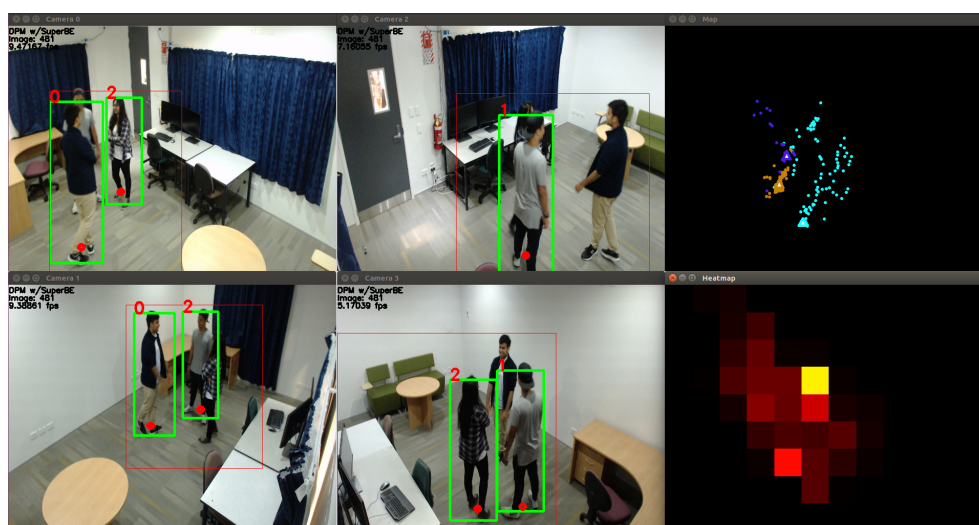 Camera 0
DPM w/SuperBE
Image: 481
9.47167 fps
0
2
Camera 2
DPM w/SuperBE
Image: 481
7.16055 fps
1
Map
Camera 1
DPM w/SuperBE
Image: 481
9.38861 fps
0
2
Camera 3
DPM w/SuperBE
Image: 481
5.17039 fps
2
1
Heatmap